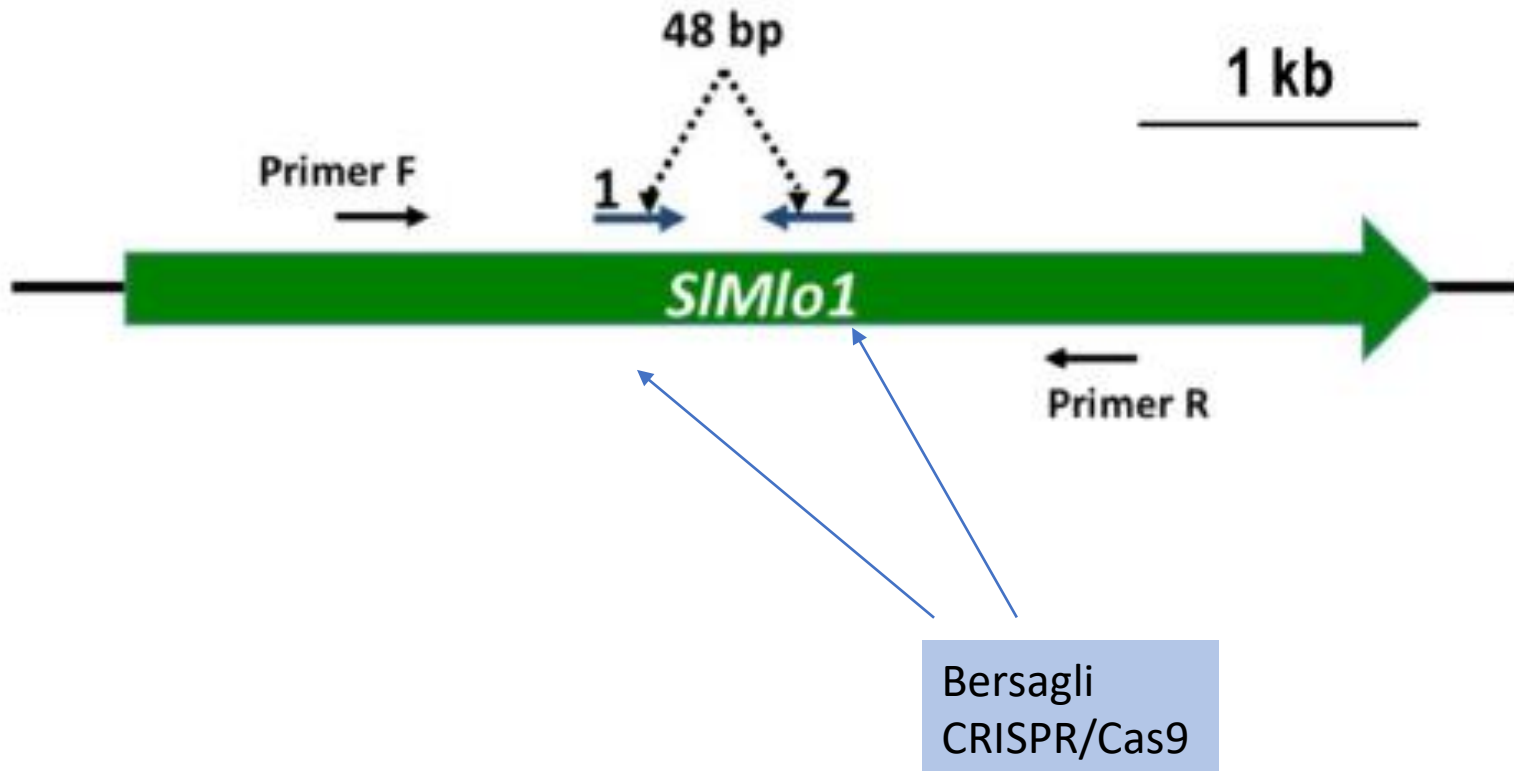 48 bp
1 kb
Primer F
1
2
SlMlo1
Primer R
Bersagli
CRISPR/Cas9